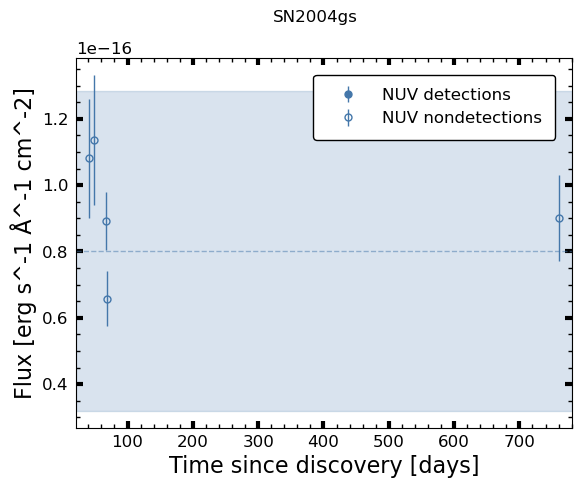 SN2004gs
1e−16
NUV detections
NUV nondetections
1.2
1.0
0.8
0.6
0.4
Flux [erg s^-1 Å^-1 cm^-2]
100 200 300 400 500 600 700
Time since discovery [days]